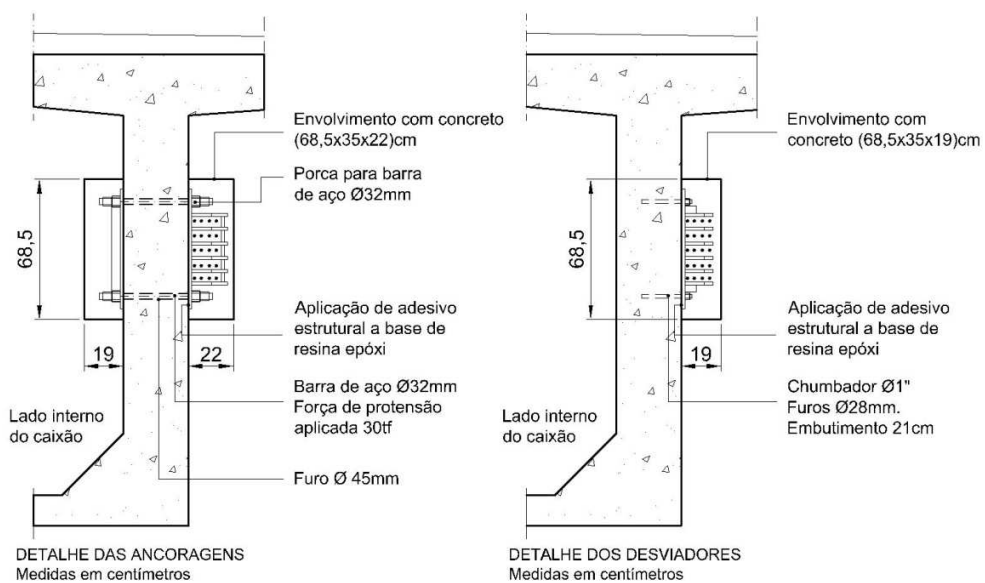 Envolvimento com concreto
(68,5x35x22)cm
Porca para barra
de aço Ø32mm
68,5
Aplicação de adesivo
estrutural a base de
resina epóxi
19
22
Barra de aço Ø32mm
Força de protensão
aplicada 30tf
Lado interno
do caixão
Furo Ø 45mm
DETALHE DAS ANCORAGENS
Medidas em centímetros
Envolvimento com
concreto (68,5x35x19)cm
68,5
Aplicação de adesivo
estrutural a base de
resina epóxi
19
Chumbador Ø1"
Furos Ø28mm.
Embutimento 21cm
Lado interno
do caixão
DETALHE DOS DESVIADORES
Medidas em centímetros